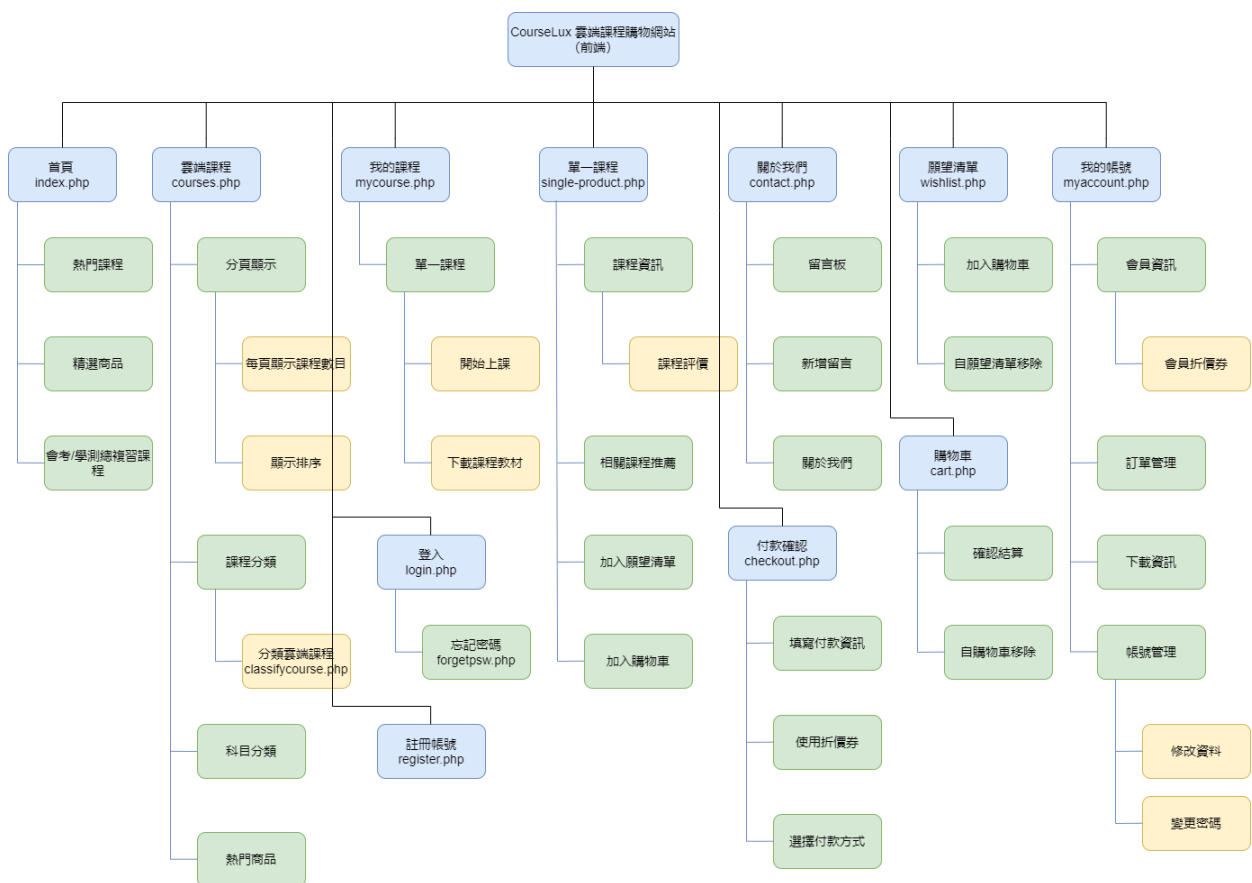 CourseLux 雲端課程購物網站
（前端）
首頁
index.php
雲端課程
courses.php
我的課程
mycourse.php
單一課程
single-product.php
關於我們
contact.php
願望清單
wishlist.php
我的帳號
myaccount.php
熱門課程
分頁顯示
單一課程
課程資訊
留言板
加入購物車
會員資訊
精選商品
每頁顯示課程數目
開始上課
課程評價
新增留言
自願望清單移除
會員折價券
會考/學測總複習課
程
顯示排序
下載課程教材
相關課程推薦
關於我們
購物車
cart.php
訂單管理
課程分類
登入
login.php
加入願望清單
付款確認
checkout.php
確認結算
下載資訊
分類雲端課程
classifycourse.php
忘記密碼
forgetpsw.php
加入購物車
填寫付款資訊
自購物車移除
帳號管理
科目分類
註冊帳號
register.php
使用折價券
修改資料
熱門商品
選擇付款方式
變更密碼